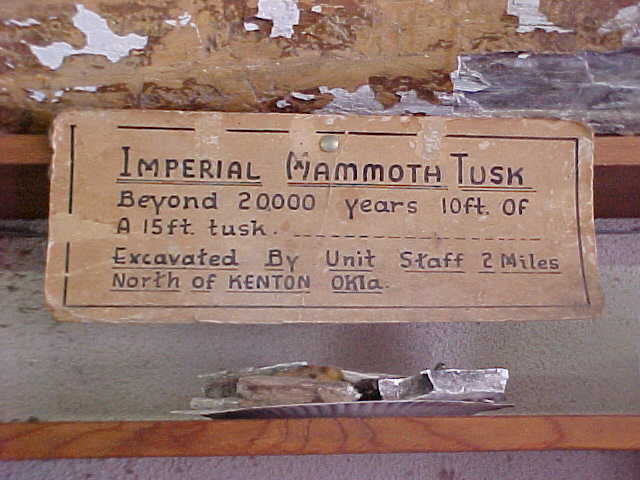 IMPERIAL MAMMOTH TUSK
Beyond 20000 years 10ft. Of
A 15ft. tusk.
Excavated By Unit Staff 2 Miles
North of KENTON Okla.